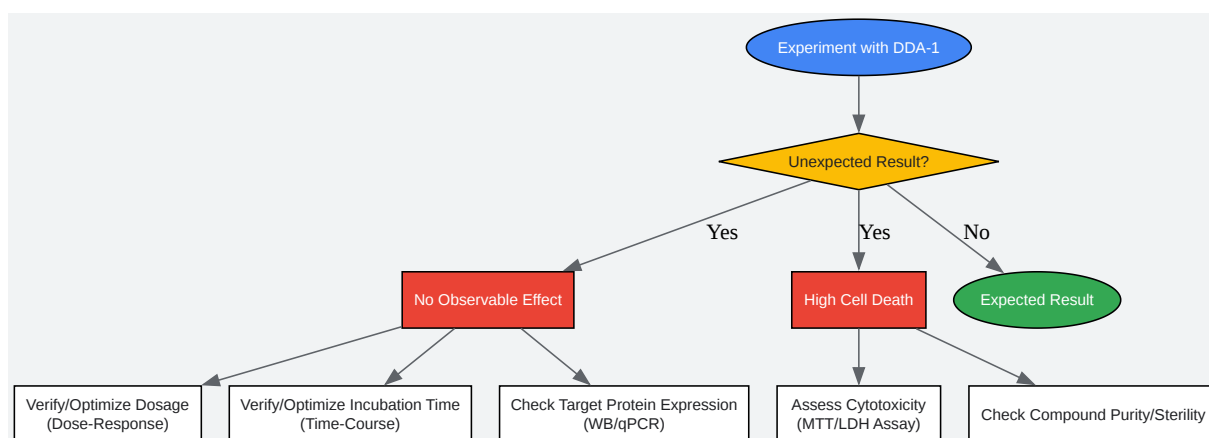 Experiment with DDA-1
Unexpected Result?
Yes
Yes
No
No Observable Effect
High Cell Death
Expected Result
Verify/Optimize Dosage
(Dose-Response)
Verify/Optimize Incubation Time
(Time-Course)
Check Target Protein Expression
(WB/qPCR)
Assess Cytotoxicity
(MTT/LDH Assay)
Check Compound Purity/Sterility